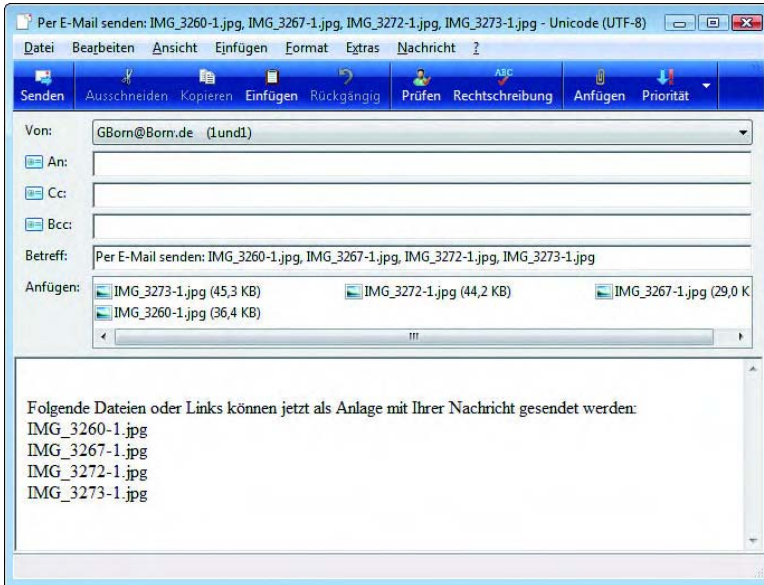 Per E-Mail senden: IMG_3260-1.jpg, IMG_3267-1.jpg, IMG_3272-1.jpg, IMG_3273-1.jpg - Unicode (UTF-8)
Datei Bearbeiten Ansicht Einfügen Format Extras Nachricht ?
ABC
Senden Ausschneiden Kopieren Einfügen Rückgängig Prüfen Rechtschreibung Anfügen Priorität
Von: GBorn@Born.de (1und1)
An:
Cc:
Bcc:
Betreff: Per E-Mail senden: IMG_3260-1.jpg, IMG_3267-1.jpg, IMG_3272-1.jpg, IMG_3273-1.jpg
Anfügen: IMG_3273-1.jpg (45,3 KB) IMG_3272-1.jpg (44,2 KB) IMG_3267-1.jpg (29,0 K
IMG_3260-1.jpg (36,4 KB)
Folgende Dateien oder Links können jetzt als Anlage mit Ihrer Nachricht gesendet werden:
IMG_3260-1.jpg
IMG_3267-1.jpg
IMG_3272-1.jpg
IMG_3273-1.jpg